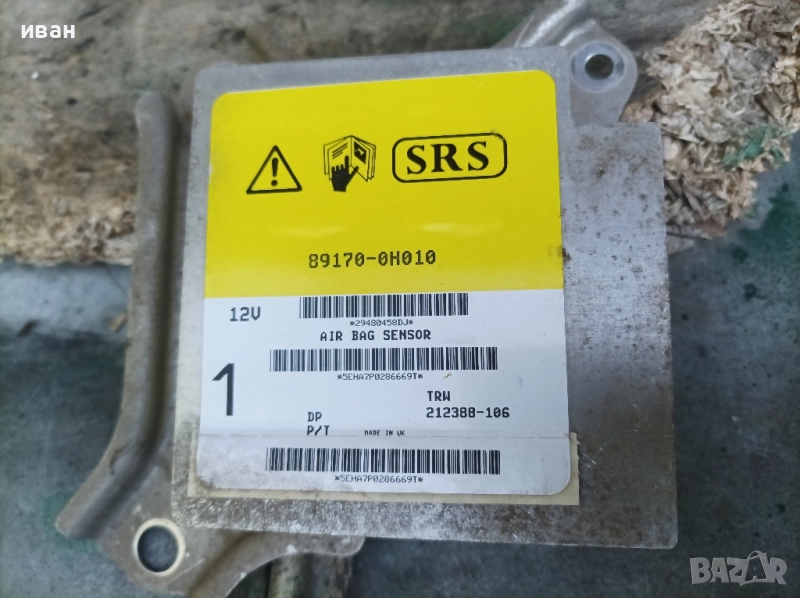 иван
SRS
89170-0H010
12V
*29480458DJ*
AIR BAG SENSOR
*5EHA7P0286669T*
1
TRW
DP
212388-106
P/T
MADE IN UK
*5EHA7P0286669T*
BAZAR